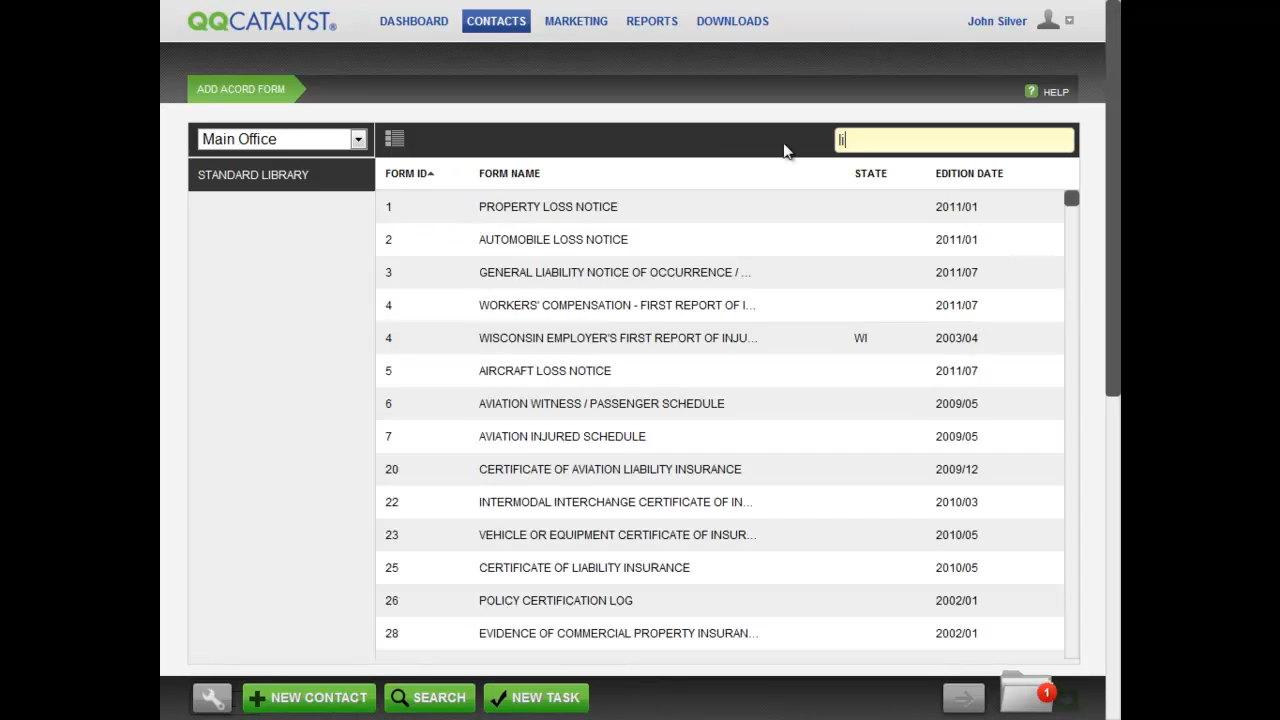 QQCATALYST® DASHBOARD CONTACTS MARKETING REPORTS DOWNLOADS John Silver
ADD ACORD FORM ? HELP
Main Office li
STANDARD LIBRARY FORM ID FORM NAME STATE EDITION DATE
1 PROPERTY LOSS NOTICE 2011/01
2 AUTOMOBILE LOSS NOTICE 2011/01
3 GENERAL LIABILITY NOTICE OF OCCURRENCE / ... 2011/07
4 WORKERS' COMPENSATION - FIRST REPORT OF I... 2011/07
4 WISCONSIN EMPLOYER'S FIRST REPORT OF INJU... WI 2003/04
5 AIRCRAFT LOSS NOTICE 2011/07
6 AVIATION WITNESS / PASSENGER SCHEDULE 2009/05
7 AVIATION INJURED SCHEDULE 2009/05
20 CERTIFICATE OF AVIATION LIABILITY INSURANCE 2009/12
22 INTERMODAL INTERCHANGE CERTIFICATE OF IN... 2010/03
23 VEHICLE OR EQUIPMENT CERTIFICATE OF INSUR... 2010/05
25 CERTIFICATE OF LIABILITY INSURANCE 2010/05
26 POLICY CERTIFICATION LOG 2002/01
28 EVIDENCE OF COMMERCIAL PROPERTY INSURAN... 2002/01
NEW CONTACT SEARCH NEW TASK 1